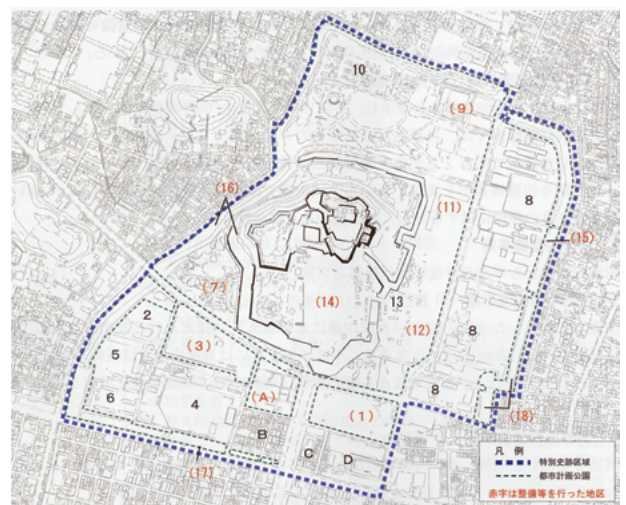 10
(9)
8
(16)
(11)
(15)
(7)
(14)
13
2
(12)
8
(3)
5
(A)
8
6
4
(1)
(18)
B
C
D
(17)
凡 例
特別史跡区域
都市計画公園
赤字は整備等を行った地区